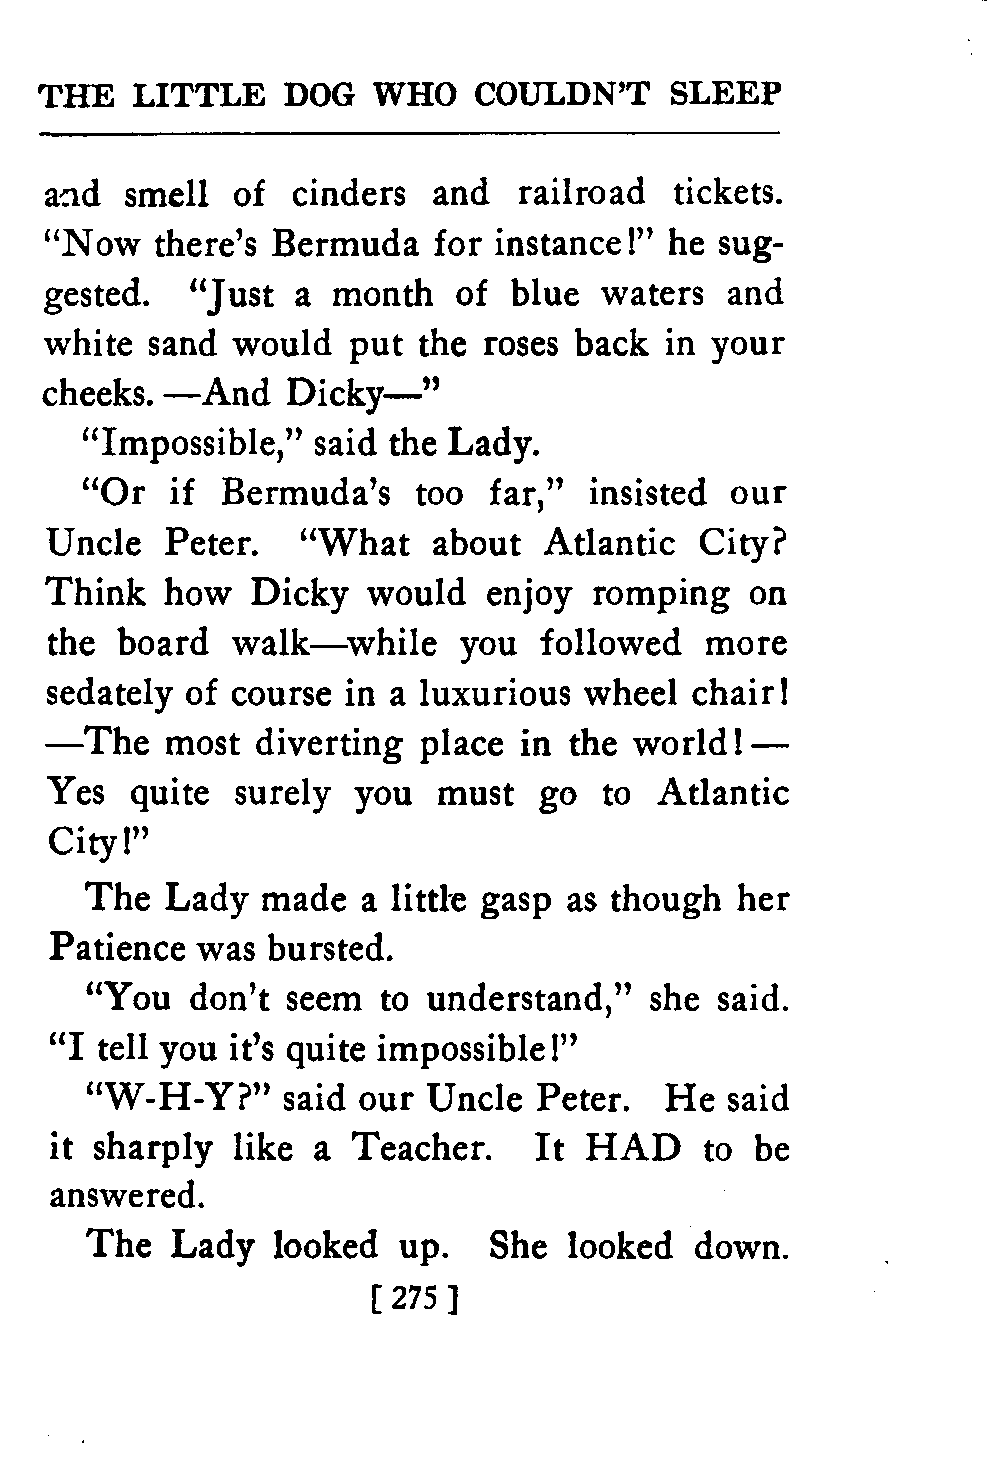 THE LITTLE DOG WHO COULDN'T SLEEP
and smell of cinders and railroad tickets.
“Now there's Bermuda for instance!” he sug-
gested. “Just a month of blue waters and
white sand would put the roses back in your
cheeks. —And Dicky—”
“Impossible,” said the Lady.
“Or if Bermuda's too far,” insisted our
Uncle Peter. “What about Atlantic City?
Think how Dicky would enjoy romping on
the board walk—while you followed more
sedately of course in a luxurious wheel chair!
—The most diverting place in the world!—
Yes quite surely you must go to Atlantic
City!”
The Lady made a little gasp as though her
Patience was bursted.
“You don't seem to understand,” she said.
“I tell you it's quite impossible!”
“W-H-Y?” said our Uncle Peter. He said
it sharply like a Teacher. It HAD to be
answered.
The Lady looked up. She looked down.
[ 275 ]